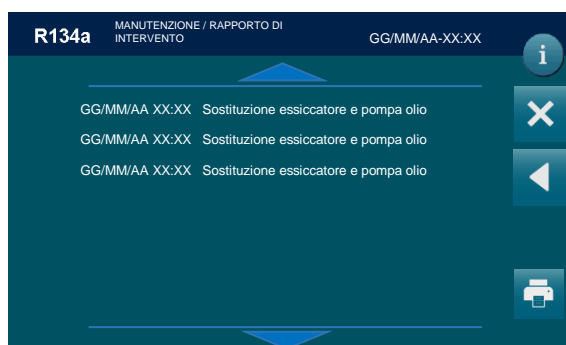 R134a
MANUTENZIONE / RAPPORTO DI
INTERVENTO
GG/MM/AA-XX:XX
i
GG/MM/AA XX:XX Sostituzione essiccatore e pompa olio
GG/MM/AA XX:XX Sostituzione essiccatore e pompa olio
GG/MM/AA XX:XX Sostituzione essiccatore e pompa olio